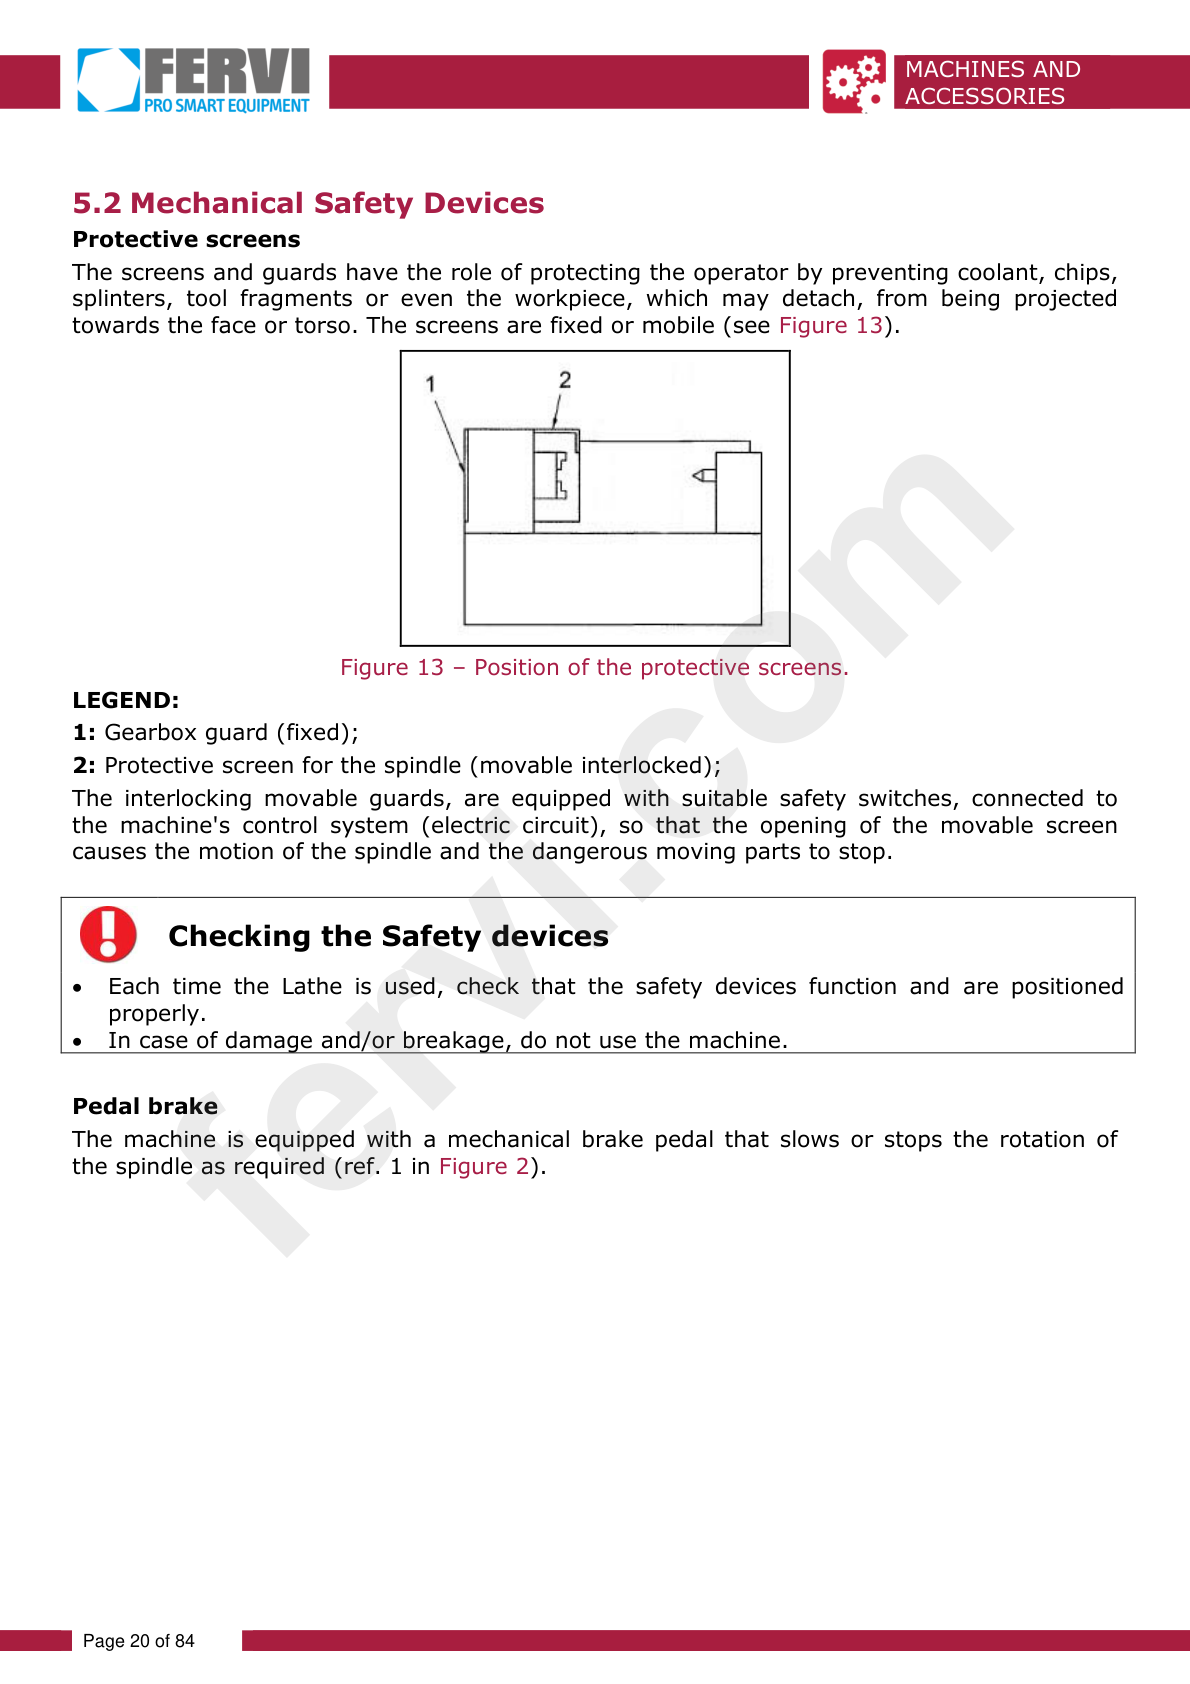 FERVI
PRO SMART EQUIPMENT
MACHINES AND
ACCESSORIES
5.2 Mechanical Safety Devices
Protective screens
The screens and guards have the role of protecting the operator by preventing coolant, chips,
splinters, tool fragments or even the workpiece, which may detach, from being projected
towards the face or torso. The screens are fixed or mobile (see Figure 13).
1
2
Figure 13 – Position of the protective screens.
LEGEND:
1: Gearbox guard (fixed);
2: Protective screen for the spindle (movable interlocked);
The interlocking movable guards, are equipped with suitable safety switches, connected to
the machine's control system (electric circuit), so that the opening of the movable screen
causes the motion of the spindle and the dangerous moving parts to stop.
Checking the Safety devices
• Each time the Lathe is used, check that the safety devices function and are positioned
properly.
• In case of damage and/or breakage, do not use the machine.
Pedal brake
The machine is equipped with a mechanical brake pedal that slows or stops the rotation of
the spindle as required (ref. 1 in Figure 2).
fervi.com
Page 20 of 84